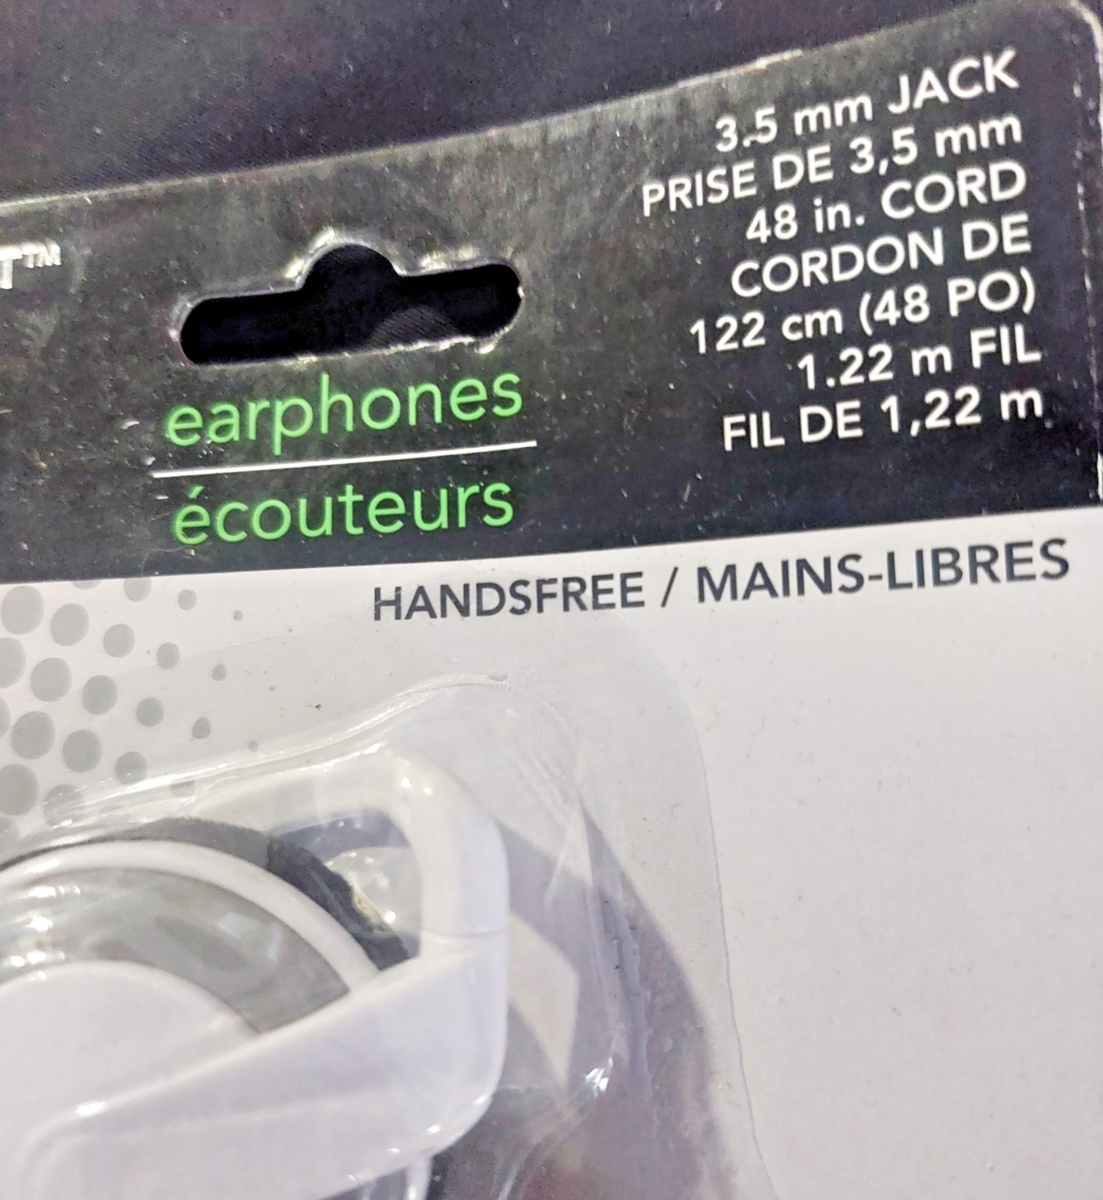 3.5 mm JACK
PRISE DE 3,5 mm
48 in. CORD
CORDON DE
122 cm (48 PO)
1.22 m FIL
FIL DE 1,22 m
T™
earphones
écouteurs
HANDSFREE / MAINS-LIBRES